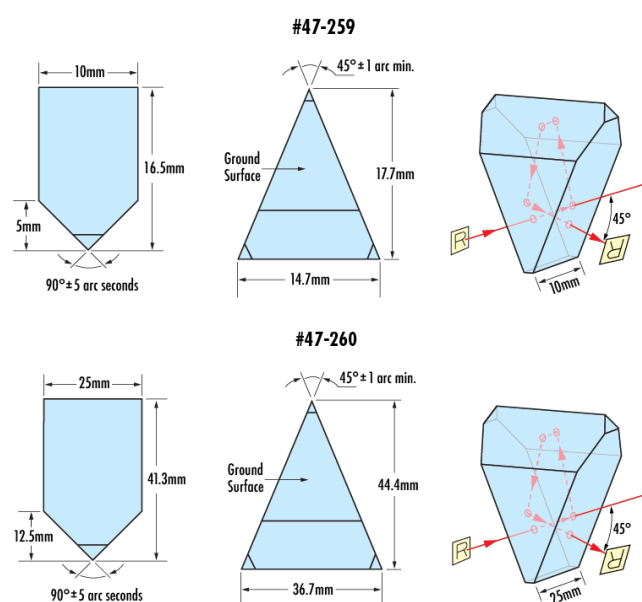 #47-259
10mm
16.5mm
5mm
90°± 5 arc seconds
45°± 1 arc min.
Ground
Surface
17.7mm
14.7mm
R
45°
R
10mm
#47-260
25mm
41.3mm
12.5mm
90°± 5 arc seconds
45°± 1 arc min.
Ground
Surface
44.4mm
36.7mm
R
45°
R
25mm